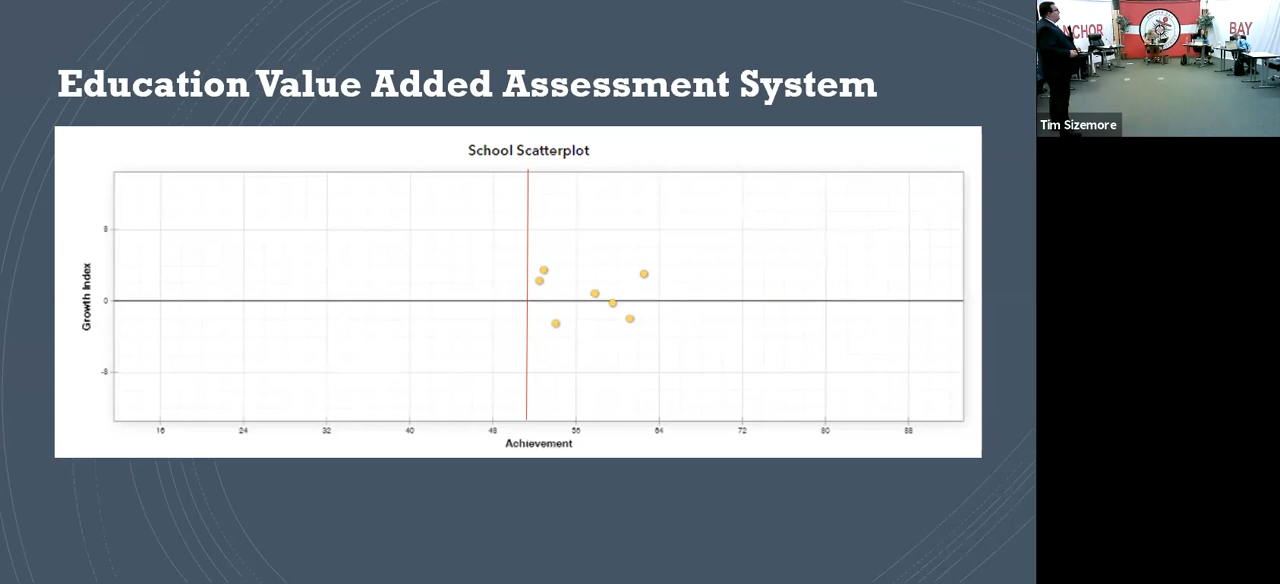 Education Value Added Assessment System
School Scatterplot
Growth Index
8
0
-8
16 24 32 40 48 56 64 72 80 88
Achievement
NCHOR
BAY
Tim Sizemore